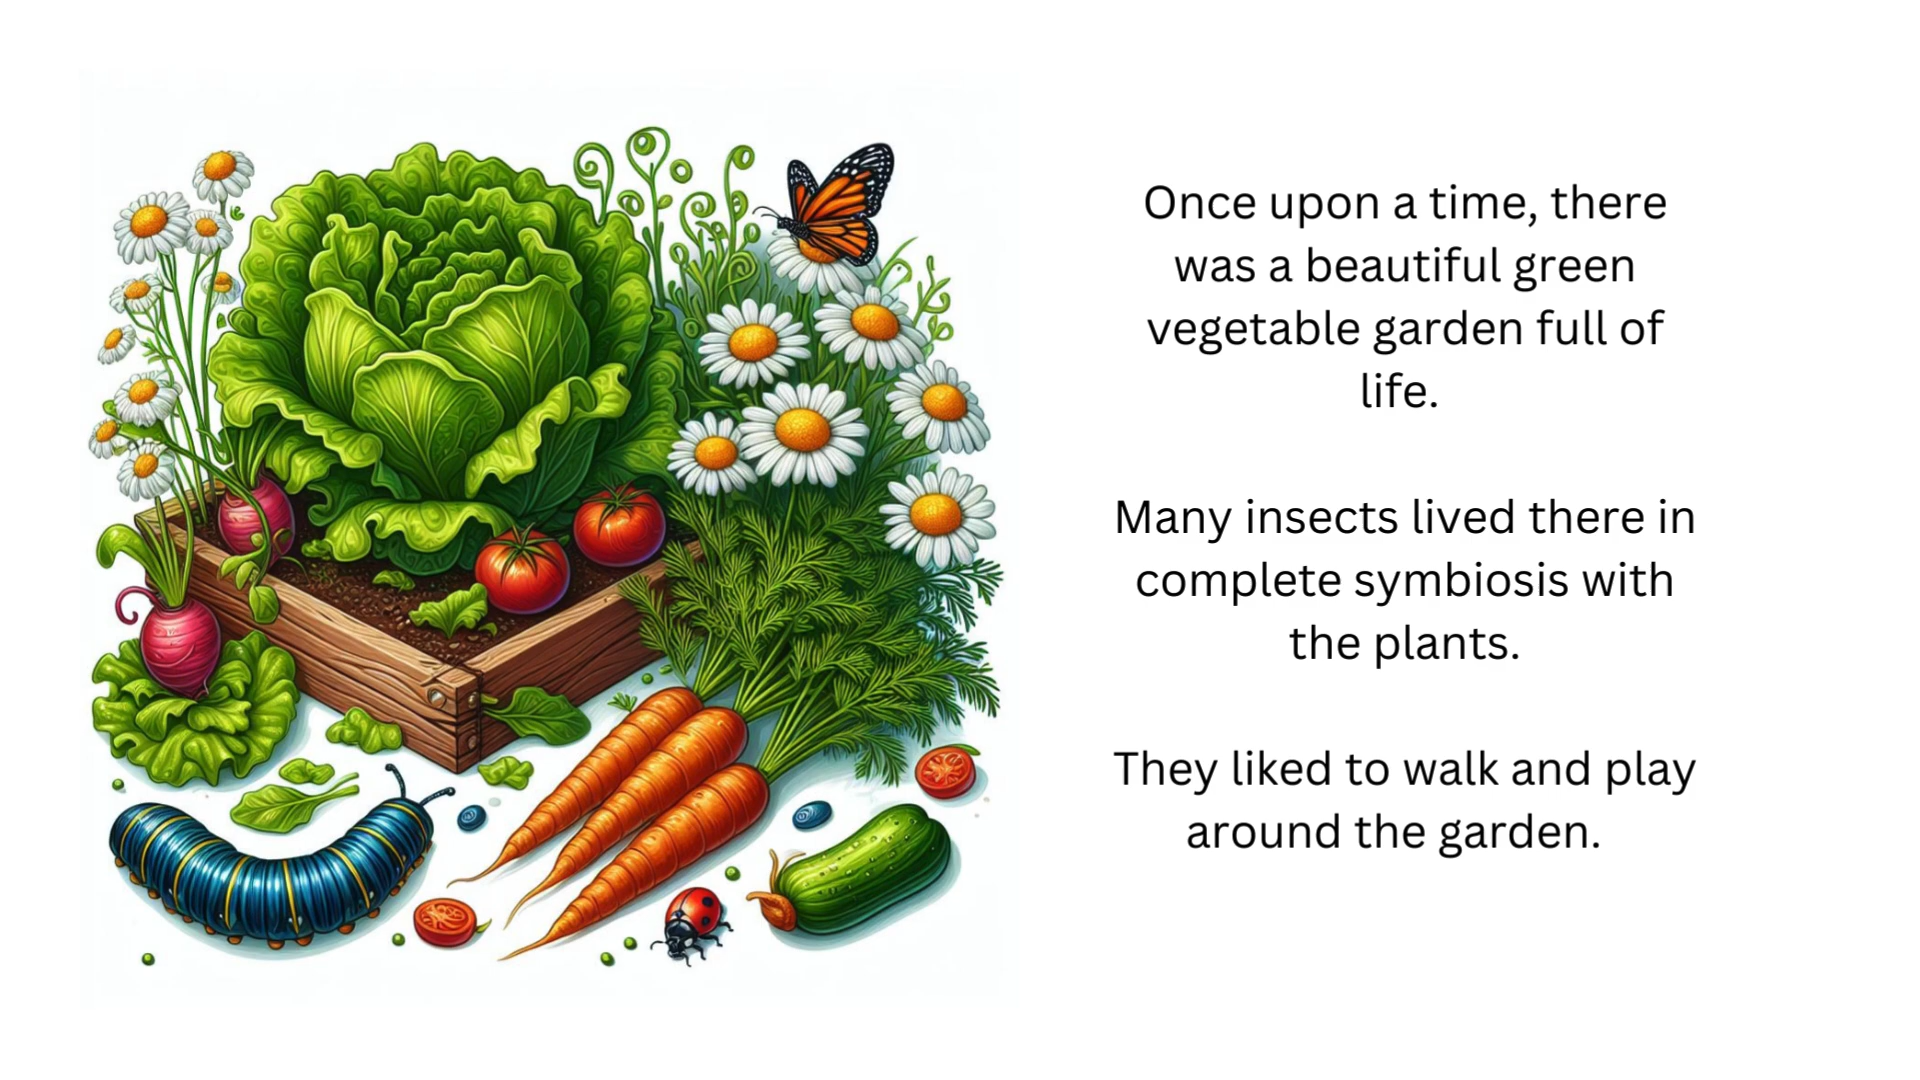 Once upon a time, there
was a beautiful green
vegetable garden full of
life.
Many insects lived there in
complete symbiosis with
the plants.
They liked to walk and play
around the garden.